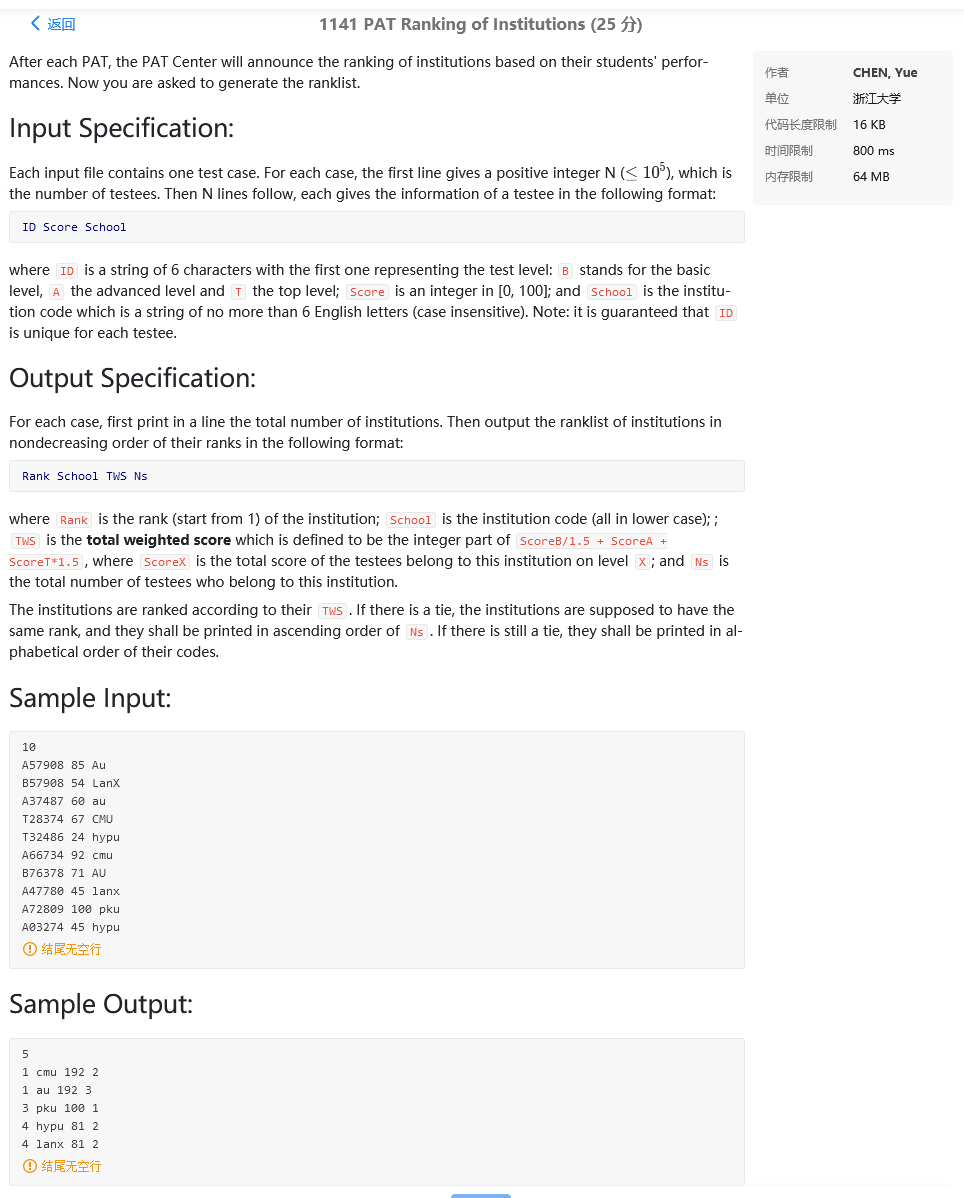 返回
1141 PAT Ranking of Institutions (25 分)
After each PAT, the PAT Center will announce the ranking of institutions based on their students' perfor-
mances. Now you are asked to generate the ranklist.
作者 CHEN, Yue
单位 浙江大学
代码长度限制 16 KB
时间限制 800 ms
内存限制 64 MB
Input Specification:
Each input file contains one test case. For each case, the first line gives a positive integer N (≤ 10⁵), which is
the number of testees. Then N lines follow, each gives the information of a testee in the following format:
ID Score School
where ID is a string of 6 characters with the first one representing the test level: B stands for the basic
level, A the advanced level and T the top level; Score is an integer in [0, 100]; and School is the institu-
tion code which is a string of no more than 6 English letters (case insensitive). Note: it is guaranteed that ID
is unique for each testee.
Output Specification:
For each case, first print in a line the total number of institutions. Then output the ranklist of institutions in
nondecreasing order of their ranks in the following format:
Rank School TWS Ns
where Rank is the rank (start from 1) of the institution; School is the institution code (all in lower case); ;
TWS is the total weighted score which is defined to be the integer part of ScoreB/1.5 + ScoreA +
ScoreT*1.5, where ScoreX is the total score of the testees belong to this institution on level X; and Ns is
the total number of testees who belong to this institution.
The institutions are ranked according to their TWS. If there is a tie, the institutions are supposed to have the
same rank, and they shall be printed in ascending order of Ns. If there is still a tie, they shall be printed in al-
phabetical order of their codes.
Sample Input:
10
A57908 85 Au
B57908 54 LanX
A37487 60 au
T28374 67 CMU
T32486 24 hypu
A66734 92 cmu
B76378 71 AU
A47780 45 lanx
A72809 100 pku
A03274 45 hypu
结尾无空行
Sample Output:
5
1 cmu 192 2
1 au 192 3
3 pku 100 1
4 hypu 81 2
4 lanx 81 2
结尾无空行